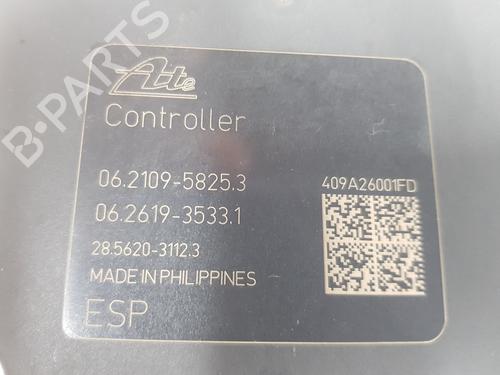 Ate
Controller
06.2109-5825.3
409A26001FD
06.2619-3533.1
28.5620-3112.3
MADE IN PHILIPPINES
ESP
B-PARTS